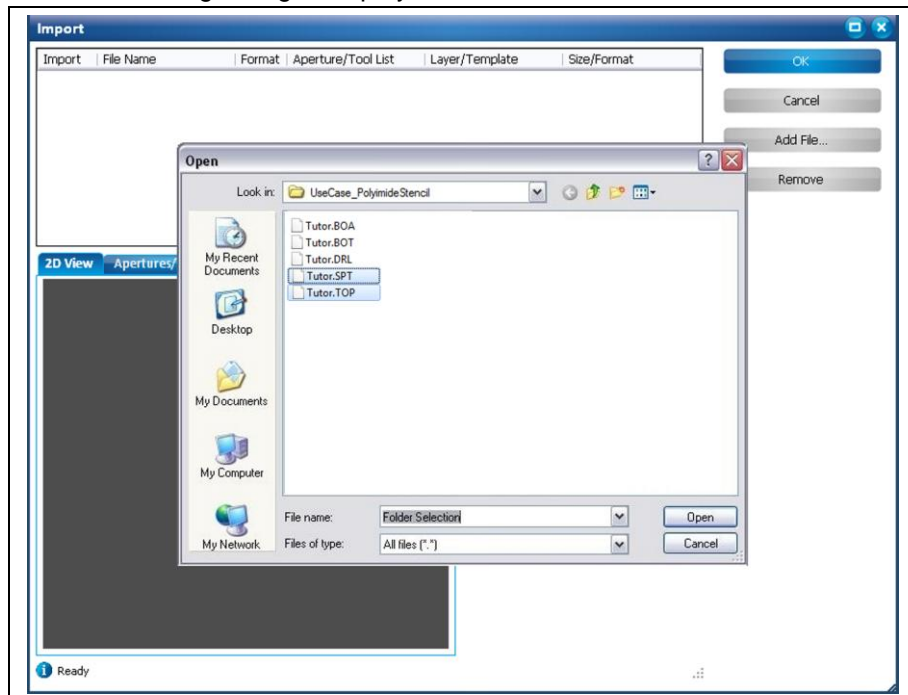 Import
Import File Name Format Aperture/Tool List Layer/Template Size/Format
OK
Cancel
Add File...
Remove
Open
Look in: UseCase_PolyimideStencil
My Recent Documents
Desktop
My Documents
My Computer
My Network
Tutor.BOA
Tutor.BOT
Tutor.DRL
Tutor.SPT
Tutor.TOP
File name: Folder Selection Open
Files of type: All files (*.*) Cancel
2D View Apertures/
Ready